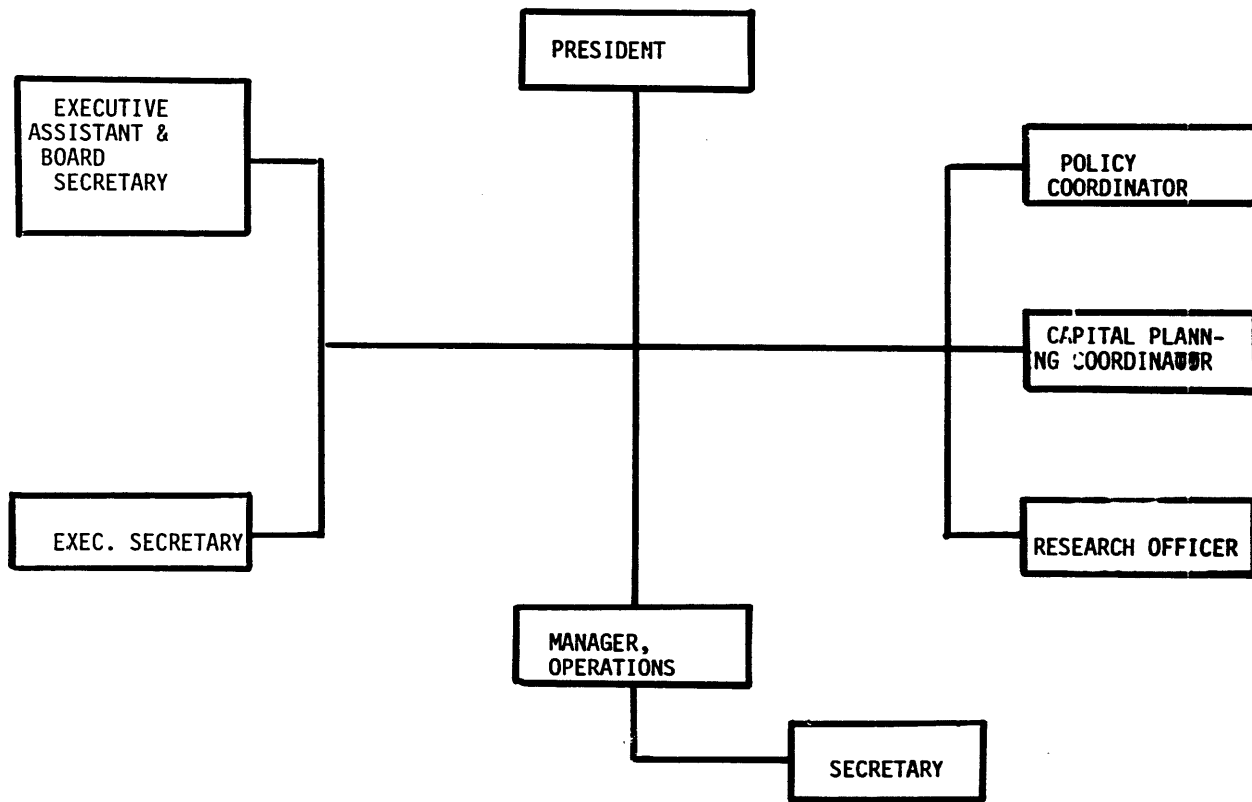 PRESIDENT
EXECUTIVE
ASSISTANT &
BOARD
SECRETARY
POLICY
COORDINATOR
CAPITAL PLANN-
NG COORDINATOR
EXEC. SECRETARY
RESEARCH OFFICER
MANAGER,
OPERATIONS
SECRETARY